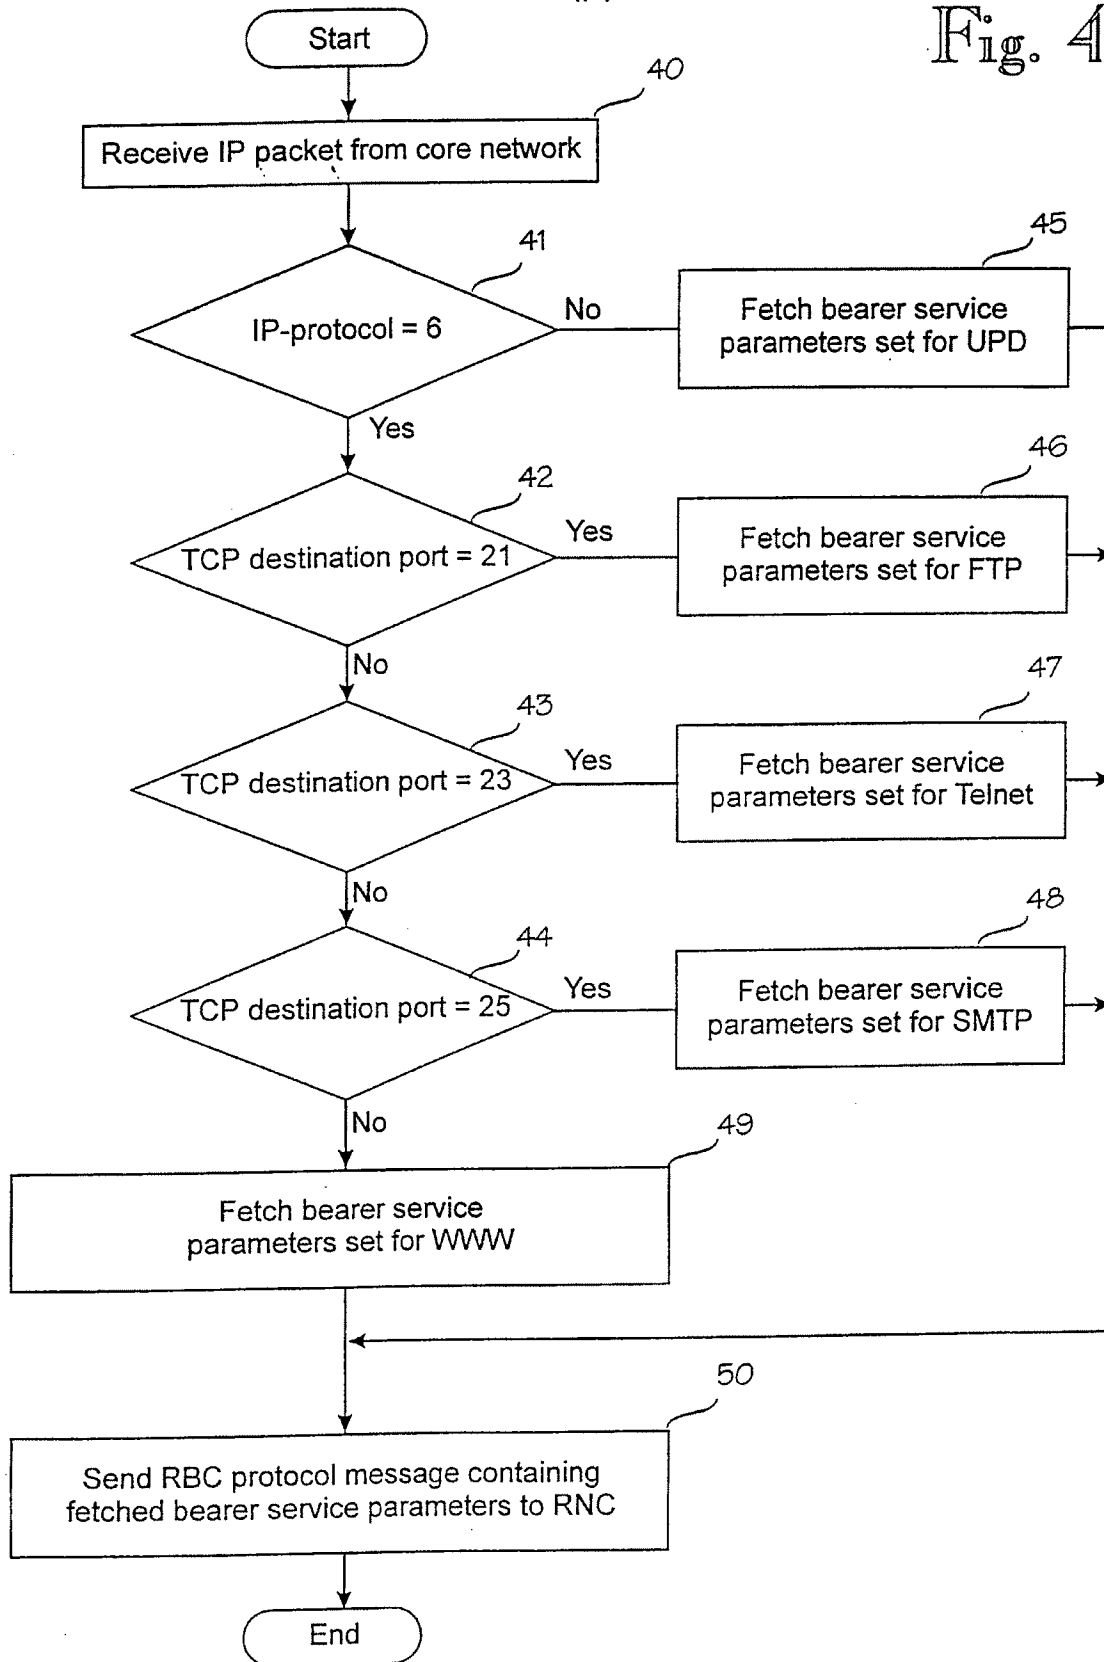 Fig. 4
Start
40
Receive IP packet from core network
41
45
IP-protocol = 6
No
Fetch bearer service
parameters set for UPD
Yes
42
46
TCP destination port = 21
Yes
Fetch bearer service
parameters set for FTP
No
43
47
TCP destination port = 23
Yes
Fetch bearer service
parameters set for Telnet
No
44
48
TCP destination port = 25
Yes
Fetch bearer service
parameters set for SMTP
No
49
Fetch bearer service
parameters set for WWW
50
Send RBC protocol message containing
fetched bearer service parameters to RNC
End